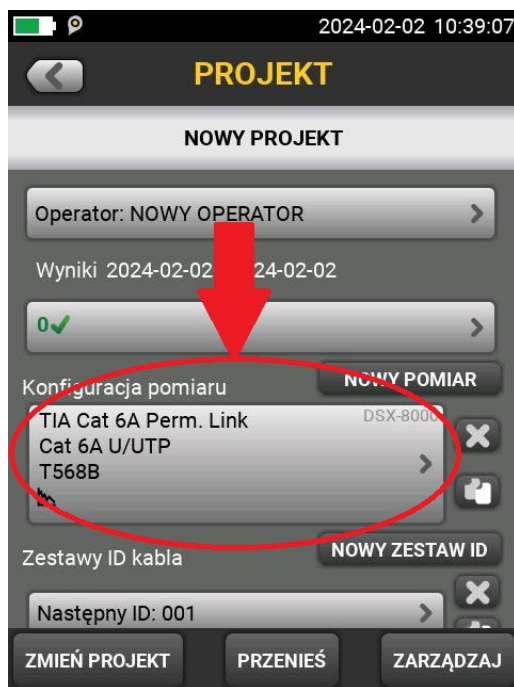 2024-02-02 10:39:07
PROJEKT
NOWY PROJEKT
Operator: NOWY OPERATOR
Wyniki 2024-02-02 24-02-02
0
Konfiguracja pomiaru
NOWY POMIAR
TIA Cat 6A Perm. Link
DSX-8000
Cat 6A U/UTP
T568B
Zestawy ID kabla
NOWY ZESTAW ID
Następny ID: 001
ZMIEŃ PROJEKT
PRZENIEŚ
ZARZĄDZAJ